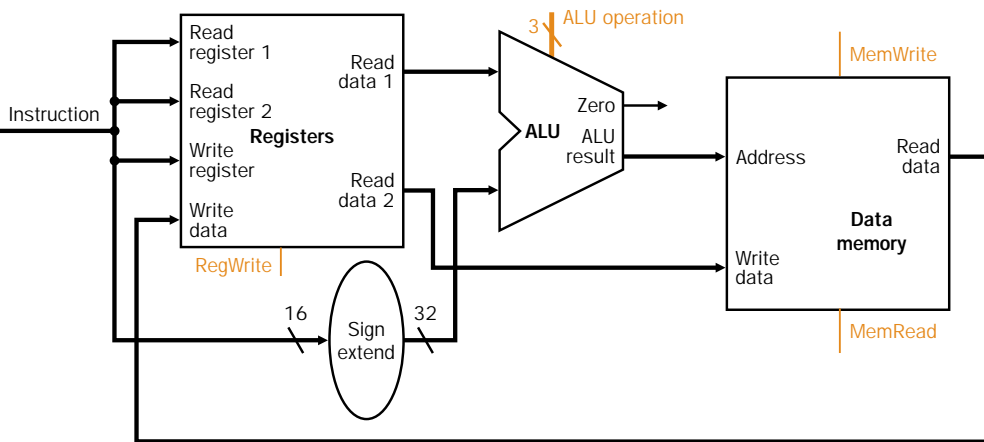 Instruction
Read
register 1
Read
register 2
Write
register
Write
data
Registers
Read
data 1
Read
data 2
RegWrite
16
Sign
extend
32
3
ALU operation
ALU
Zero
ALU
result
MemWrite
Address
Read
data
Data
memory
Write
data
MemRead